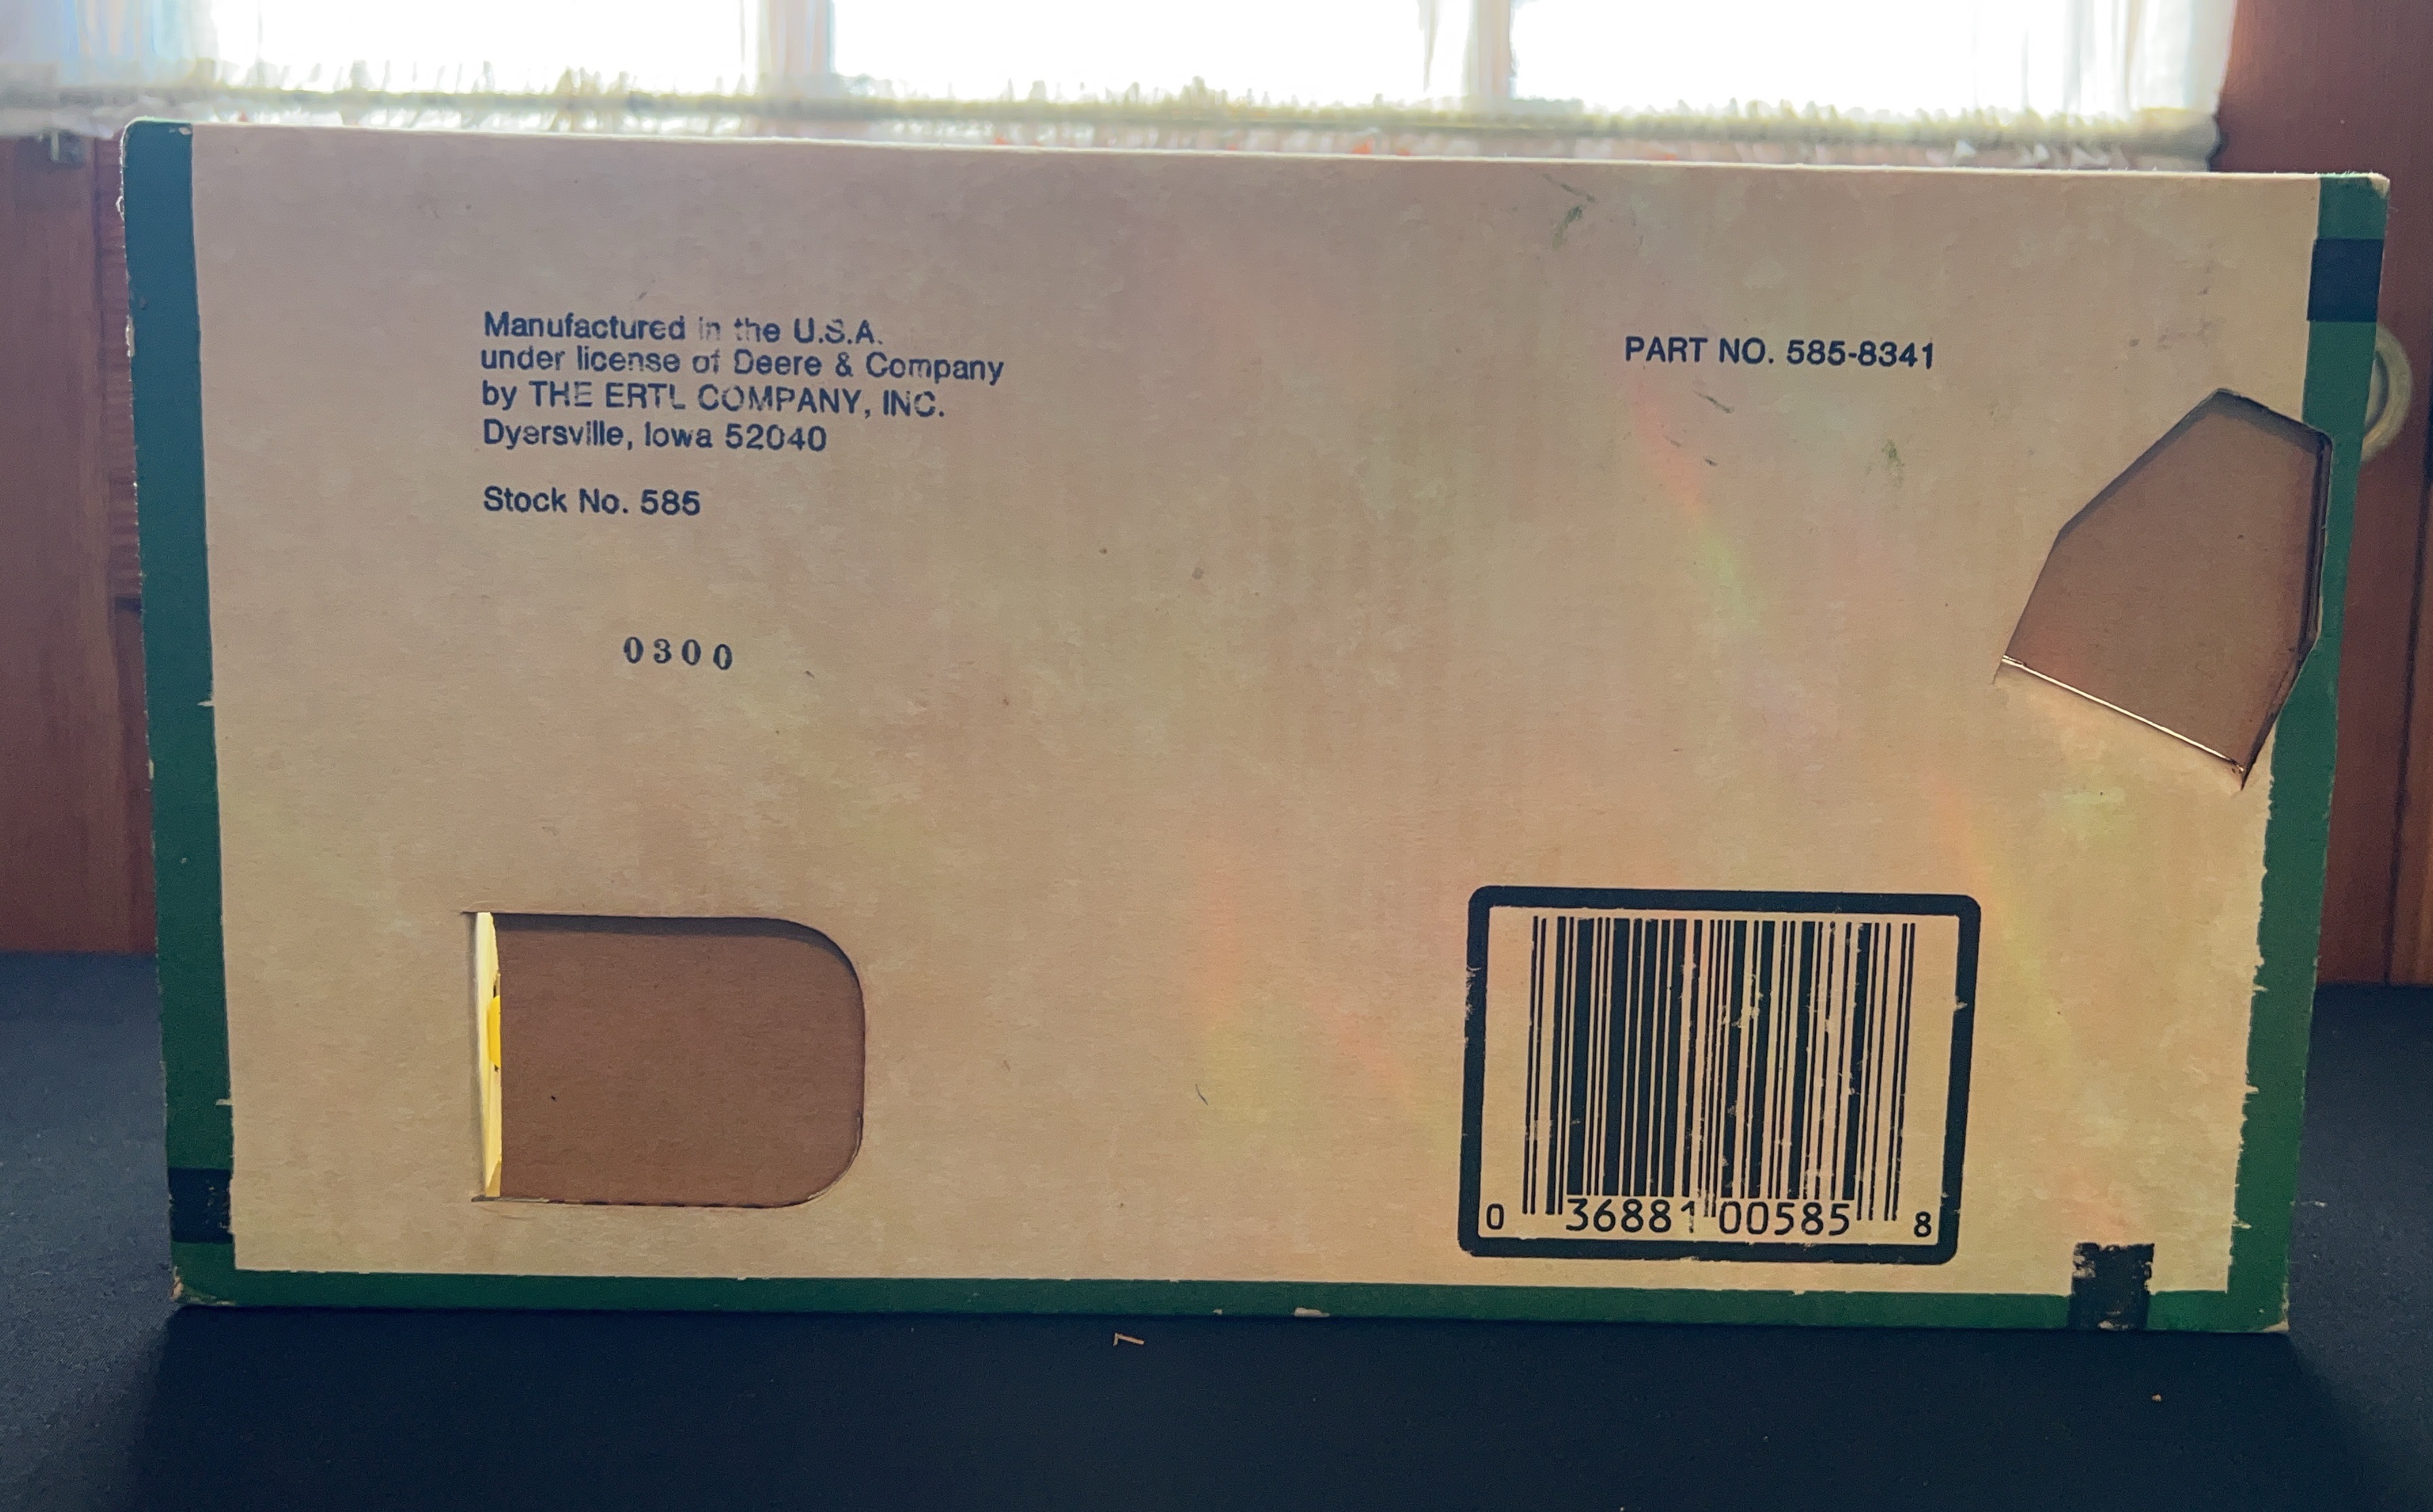 Manufactured in the U.S.A.
under license of Deere & Company
by THE ERTL COMPANY, INC.
Dyersville, Iowa 52040
Stock No. 585
0300
PART NO. 585-8341
0 36881 00585 8